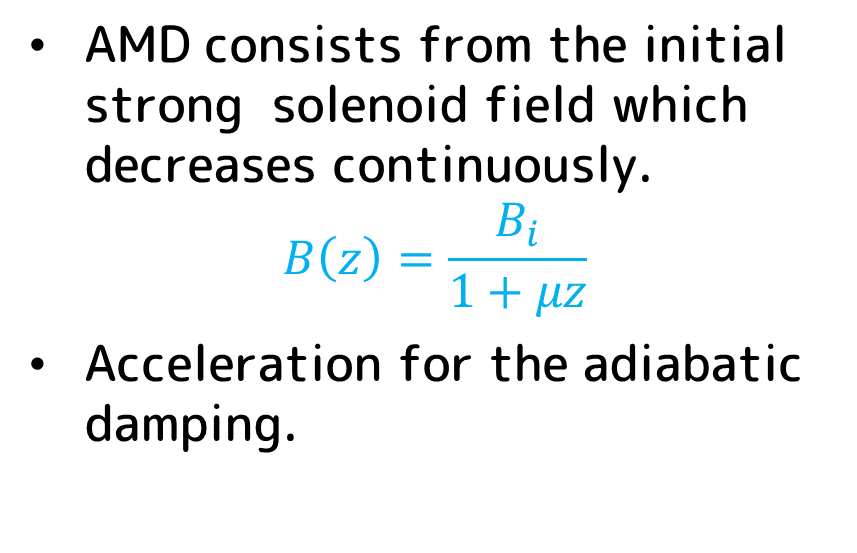 • AMD consists from the initial
strong solenoid field which
decreases continuously.
B(z) = B_i / (1 + μz)
• Acceleration for the adiabatic
damping.